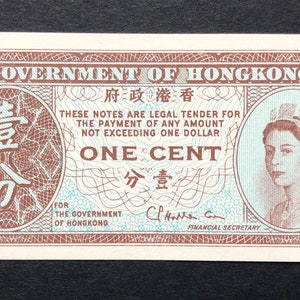 GOVERNMENT OF HONGKONG
府政港香
THESE NOTES ARE LEGAL TENDER FOR
THE PAYMENT OF ANY AMOUNT
NOT EXCEEDING ONE DOLLAR
壹分
ONE CENT
分壹
FOR
THE GOVERNMENT
OF HONGKONG
FINANCIAL SECRETARY